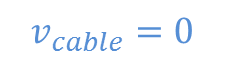 v_cable = 0